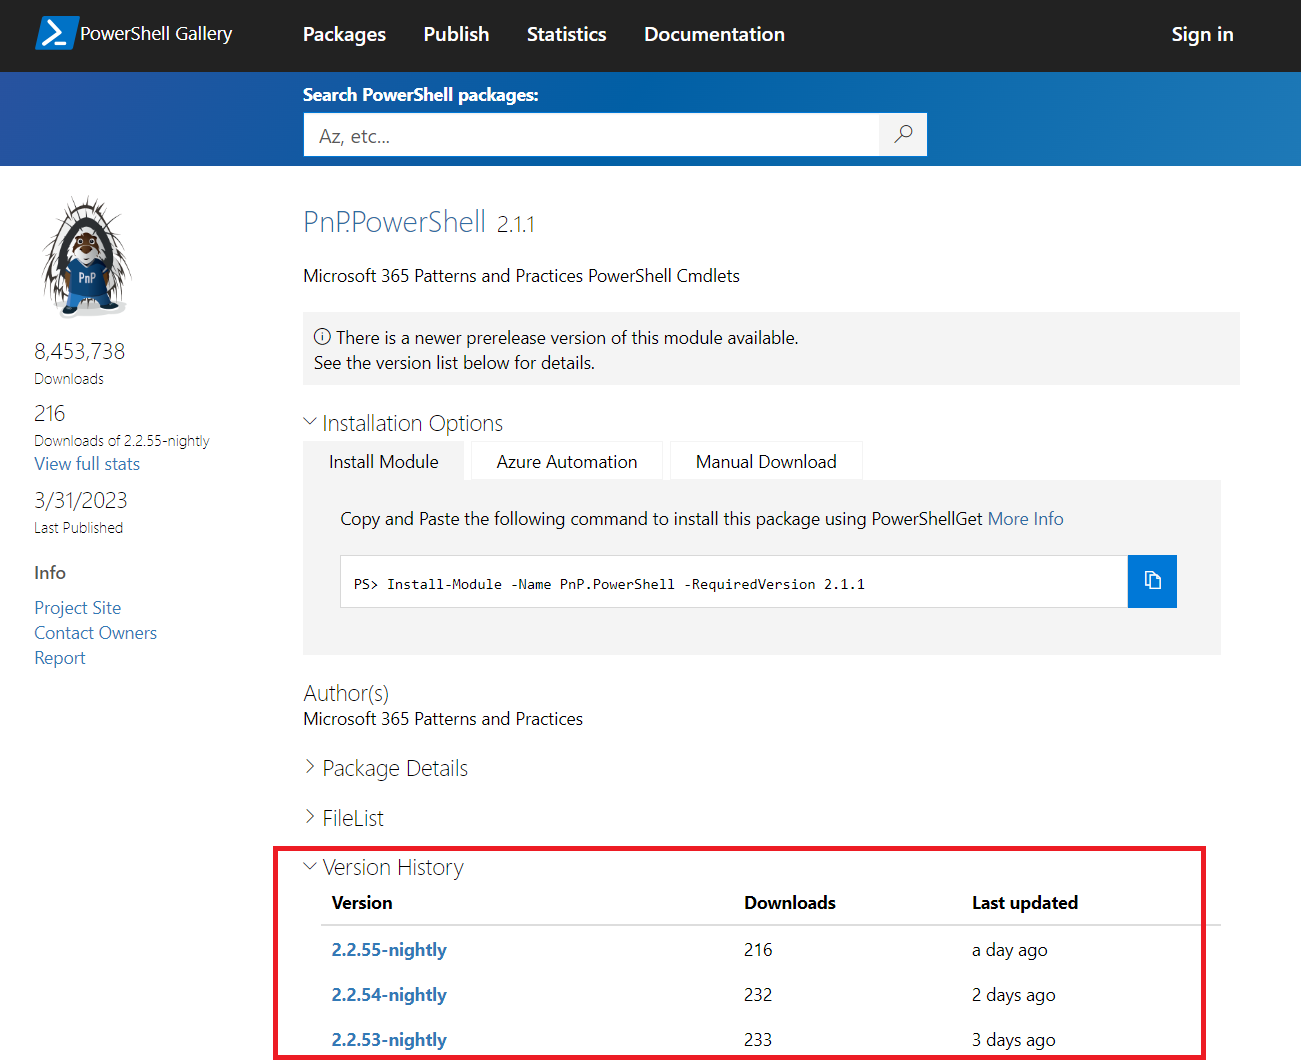 PowerShell Gallery
Packages
Publish
Statistics
Documentation
Sign in
Search PowerShell packages:
Az, etc...
PnP
8,453,738
Downloads
216
Downloads of 2.2.55-nightly
View full stats
3/31/2023
Last Published
Info
Project Site
Contact Owners
Report
PnP.PowerShell 2.1.1
Microsoft 365 Patterns and Practices PowerShell Cmdlets
There is a newer prerelease version of this module available.
See the version list below for details.
Installation Options
Install Module
Azure Automation
Manual Download
Copy and Paste the following command to install this package using PowerShellGet More Info
PS> Install-Module -Name PnP.PowerShell -RequiredVersion 2.1.1
Author(s)
Microsoft 365 Patterns and Practices
Package Details
FileList
Version History
Version Downloads Last updated
2.2.55-nightly 216 a day ago
2.2.54-nightly 232 2 days ago
2.2.53-nightly 233 3 days ago